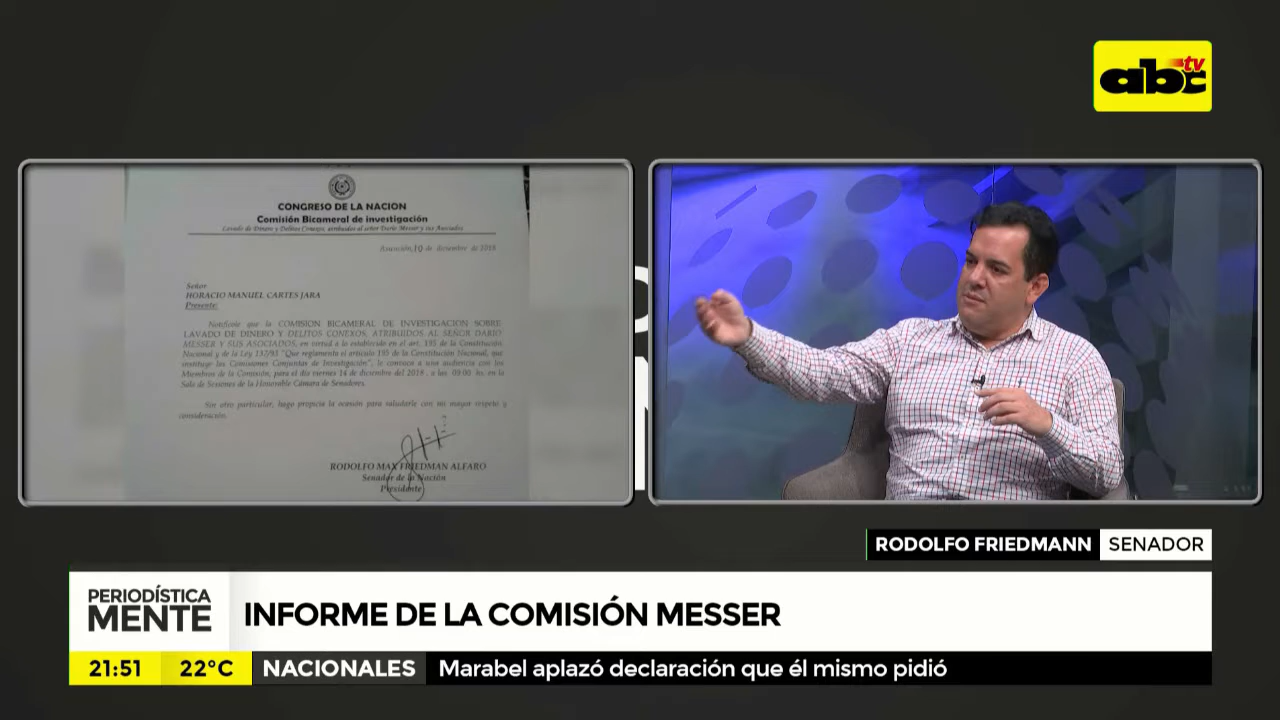 abc tv
CONGRESO DE LA NACION
Comisión Bicameral de investigación
Lavado de Dinero y Delitos Conexos, atribuidos al señor Darío Messer y sus Asociados
Asunción, 10 de diciembre de 2018
Señor
HORACIO MANUEL CARTES JARA
Presente:
Notifícole que la COMISION BICAMERAL DE INVESTIGACION SOBRE
LAVADO DE DINERO Y DELITOS CONEXOS, ATRIBUIDOS AL SEÑOR DARIO
MESSER Y SUS ASOCIADOS, en virtud a lo establecido en el art. 195 de la Constitución
Nacional y de la Ley 137/93 "Que reglamenta el artículo 195 de la Constitución Nacional, que
instituye las Comisiones Conjuntas de Investigación", le convoca a una audiencia con los
Miembros de la Comisión, para el día viernes 14 de diciembre del 2018, a las 09:00 hs. en la
Sala de Sesiones de la Honorable Cámara de Senadores.
Sin otro particular, hago propicia la ocasión para saludarle con mi mayor respeto y
consideración.
RODOLFO MAX FRIEDMAN ALFARO
Senador de la Nación
Presidente
RODOLFO FRIEDMANN SENADOR
PERIODÍSTICA
MENTE
INFORME DE LA COMISIÓN MESSER
21:51 22°C NACIONALES Marabel aplazó declaración que él mismo pidió